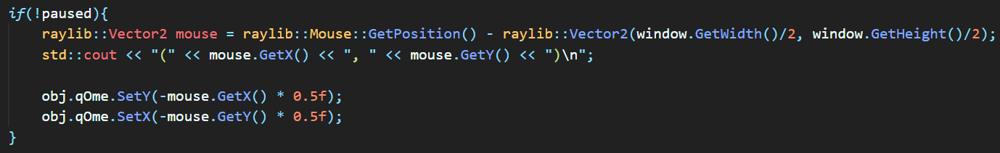 if(!paused){
    raylib::Vector2 mouse = raylib::Mouse::GetPosition() - raylib::Vector2(window.GetWidth()/2, window.GetHeight()/2);
    std::cout << "(" << mouse.GetX() << ", " << mouse.GetY() << ")\n";

    obj.qOme.SetY(-mouse.GetX() * 0.5f);
    obj.qOme.SetX(-mouse.GetY() * 0.5f);
}